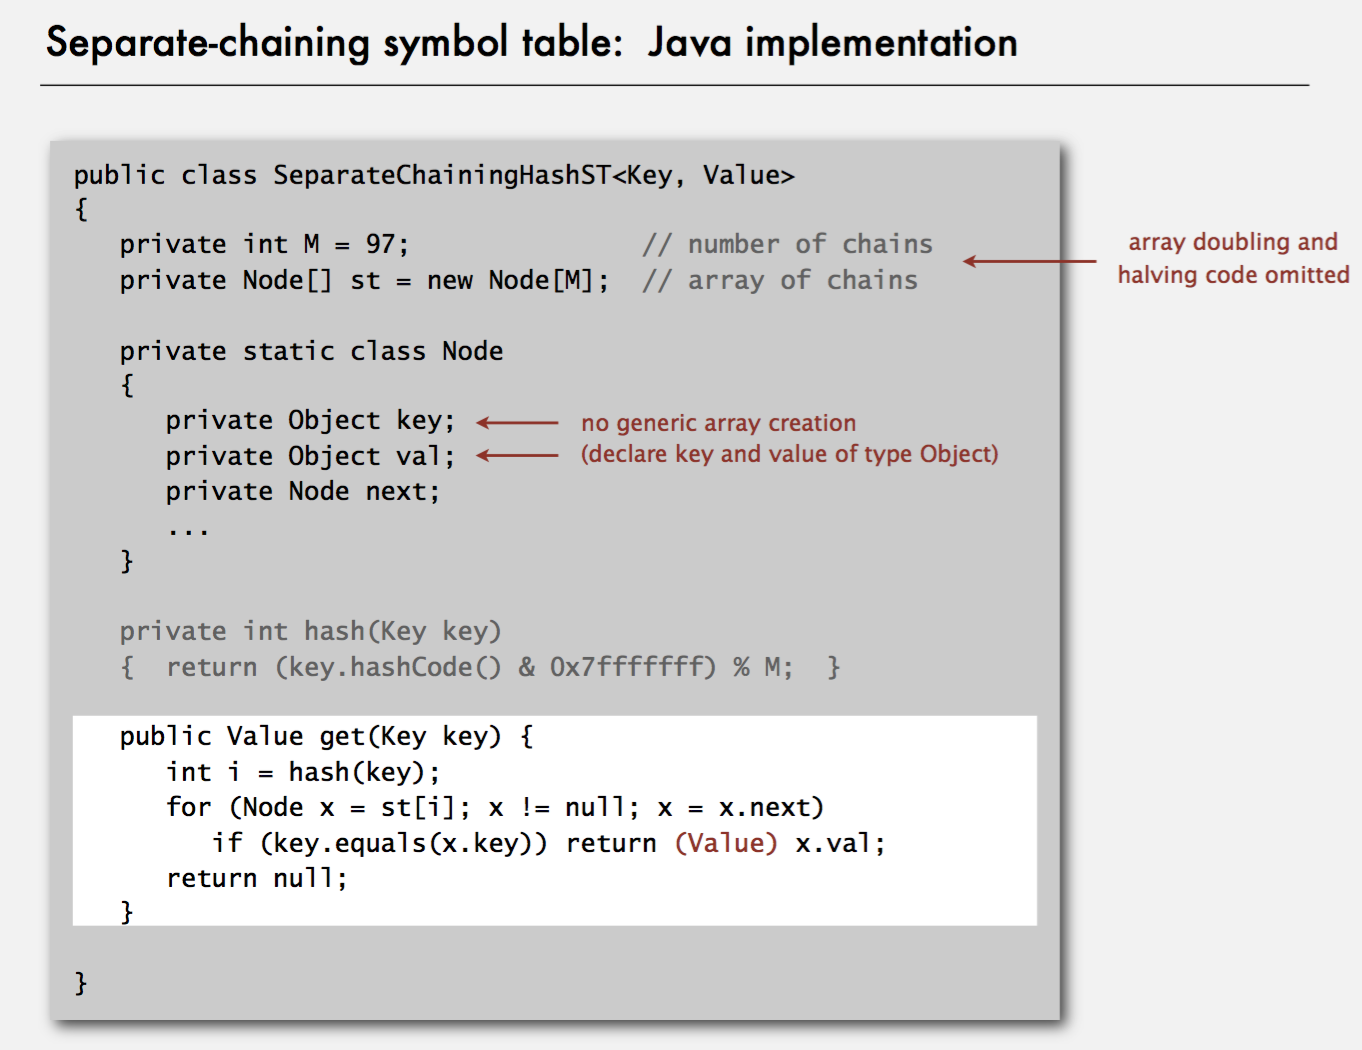 Separate-chaining symbol table: Java implementation
public class SeparateChainingHashST<Key, Value>
{
private int M = 97; // number of chains
private Node[] st = new Node[M]; // array of chains
array doubling and
halving code omitted
private static class Node
{
private Object key;
private Object val;
no generic array creation
(declare key and value of type Object)
private Node next;
...
}
private int hash(Key key)
{ return (key.hashCode() & 0x7fffffff) % M; }
public Value get(Key key) {
int i = hash(key);
for (Node x = st[i]; x != null; x = x.next)
if (key.equals(x.key)) return (Value) x.val;
return null;
}
}